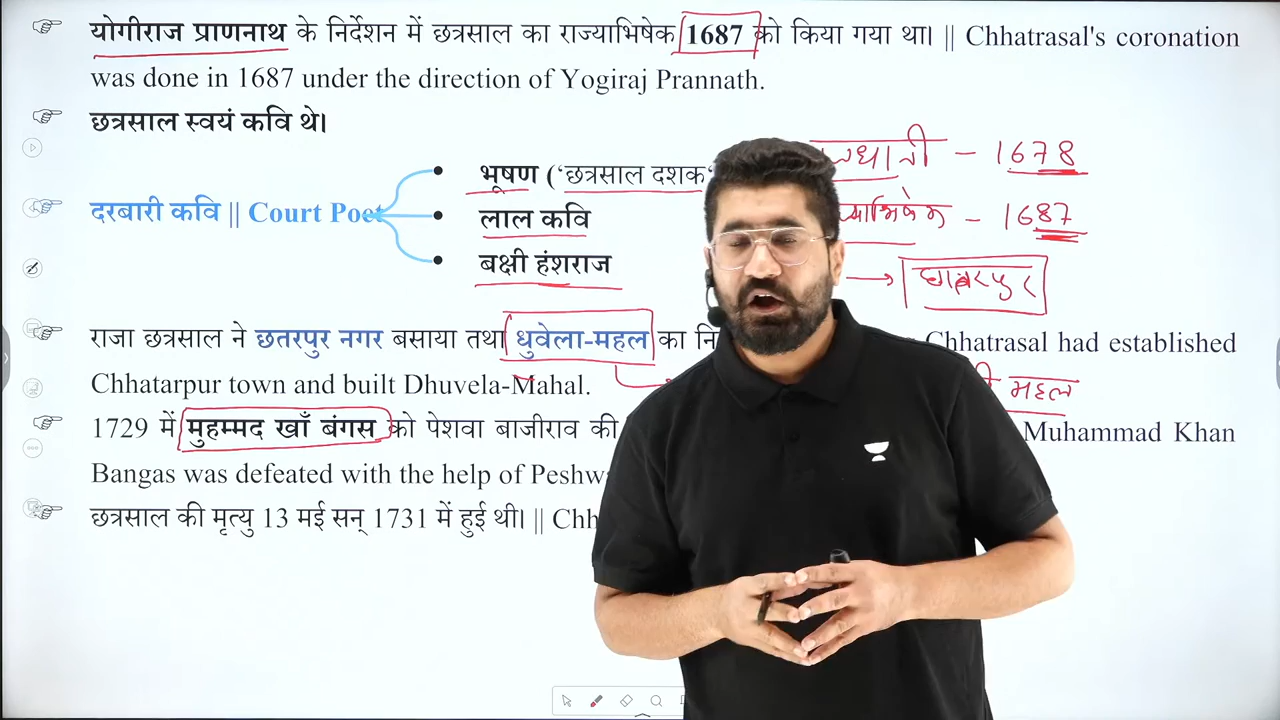 योगीराज प्राणनाथ के निर्देशन में छत्रसाल का राज्याभिषेक 1687 को किया गया था। || Chhatrasal's coronation
was done in 1687 under the direction of Yogiraj Prannath.
छत्रसाल स्वयं कवि थे।
- 1678
भूषण ('छत्रसाल दशक'
दरबारी कवि || Court Poet
लाल कवि
- 1687
बक्षी हंशराज
→ छतरपुर
राजा छत्रसाल ने छतरपुर नगर बसाया तथा धुवेला-महल का Chhatrasal had established
Chhatarpur town and built Dhuvela-Mahal.
महल
1729 में मुहम्मद खाँ बंगस को पेशवा बाजीराव की Muhammad Khan
Bangas was defeated with the help of
छत्रसाल की मृत्यु 13 मई सन् 1731 में हुई थी। ||